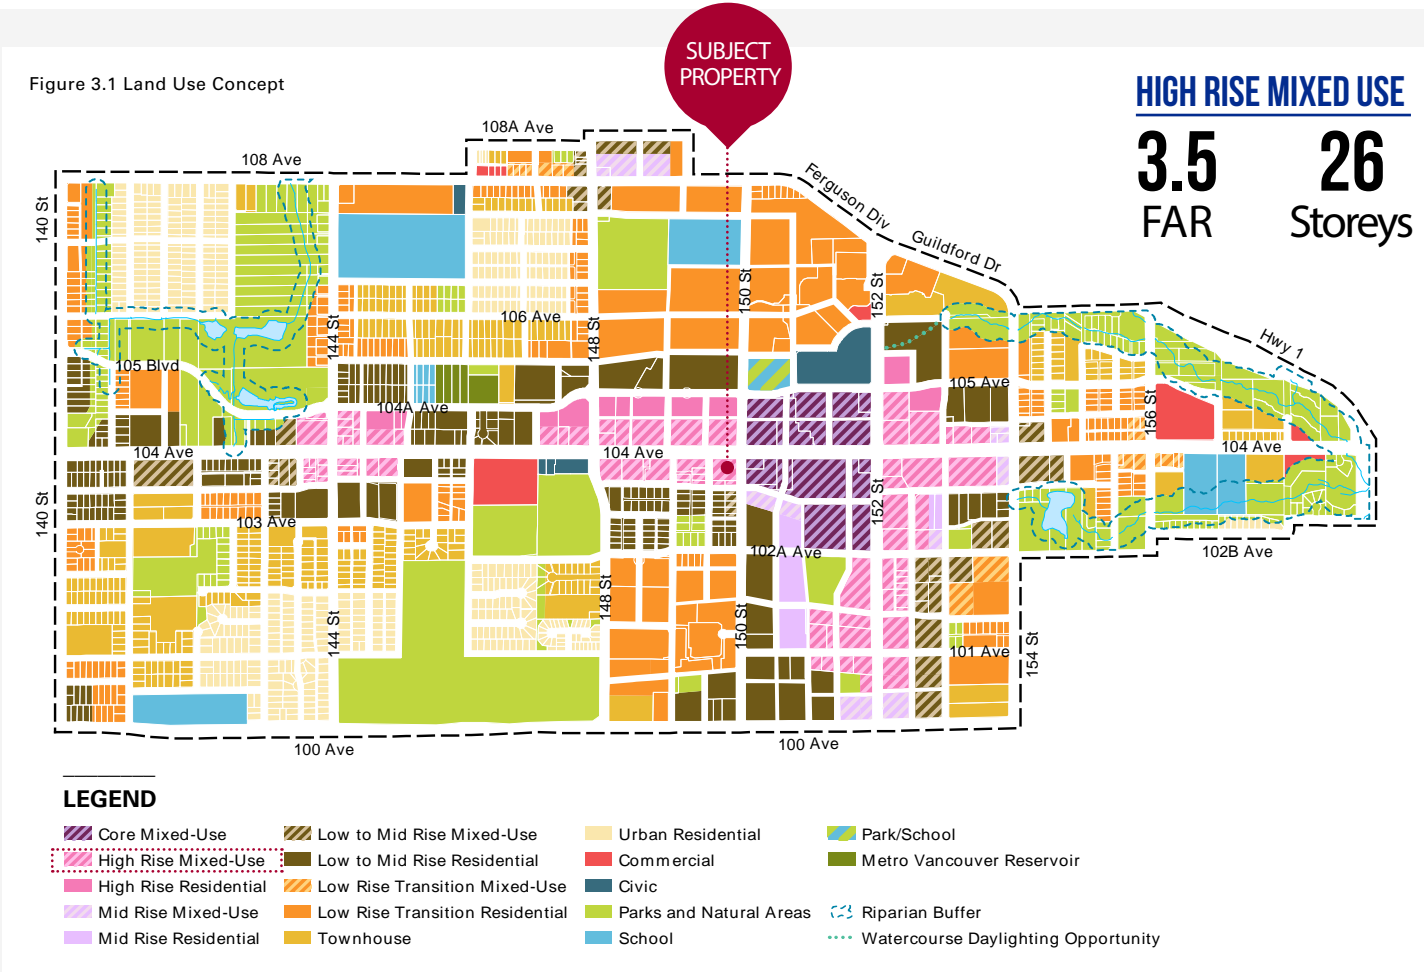 SUBJECT
PROPERTY
Figure 3.1 Land Use Concept
HIGH RISE MIXED USE
3.5
FAR
26
Storeys
108A Ave
108 Ave
140 St
Ferguson Div
Guildford Dr
150 St
152 St
106 Ave
144 St
148 St
Hwy 1
105 Blvd
105 Ave
104A Ave
156 St
104 Ave
104 Ave
104 Ave
140 St
152 St
103 Ave
102A Ave
102B Ave
148 St
150 St
144 St
101 Ave
154 St
100 Ave
100 Ave
LEGEND
Core Mixed-Use
High Rise Mixed-Use
High Rise Residential
Mid Rise Mixed-Use
Mid Rise Residential
Low to Mid Rise Mixed-Use
Low to Mid Rise Residential
Low Rise Transition Mixed-Use
Low Rise Transition Residential
Townhouse
Urban Residential
Commercial
Civic
Parks and Natural Areas
School
Park/School
Metro Vancouver Reservoir
Riparian Buffer
Watercourse Daylighting Opportunity